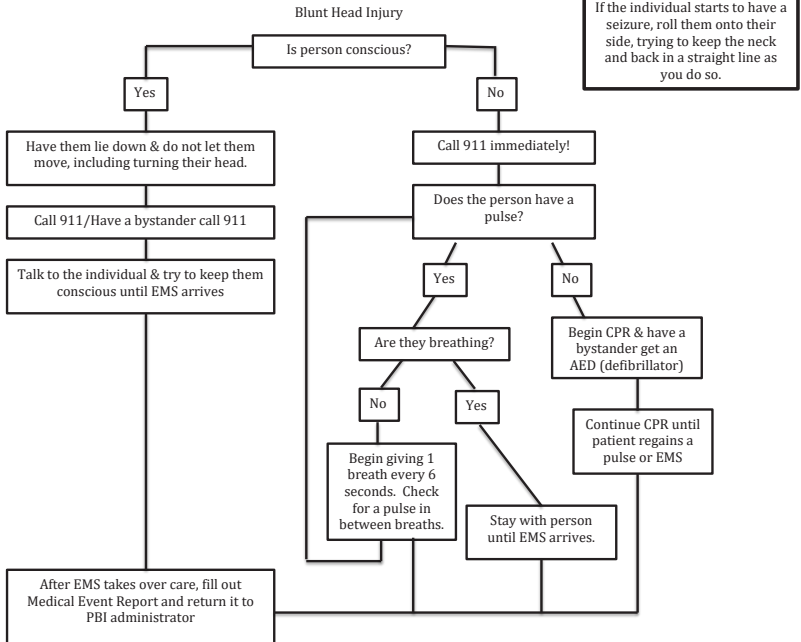 Blunt Head Injury
If the individual starts to have a
seizure, roll them onto their
side, trying to keep the neck
and back in a straight line as
you do so.
Is person conscious?
Yes
No
Have them lie down & do not let them
move, including turning their head.
Call 911 immediately!
Call 911/Have a bystander call 911
Does the person have a
pulse?
Talk to the individual & try to keep them
conscious until EMS arrives
Yes
No
Are they breathing?
Begin CPR & have a
bystander get an
AED (defibrillator)
No
Yes
Continue CPR until
patient regains a
pulse or EMS
Begin giving 1
breath every 6
seconds. Check
for a pulse in
between breaths.
Stay with person
until EMS arrives.
After EMS takes over care, fill out
Medical Event Report and return it to
PBI administrator